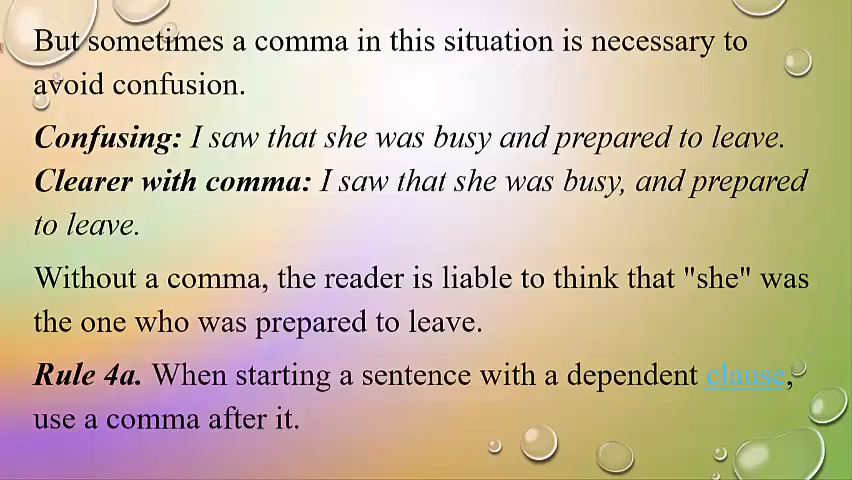 But sometimes a comma in this situation is necessary to
avoid confusion.
Confusing: I saw that she was busy and prepared to leave.
Clearer with comma: I saw that she was busy, and prepared
to leave.
Without a comma, the reader is liable to think that "she" was
the one who was prepared to leave.
Rule 4a. When starting a sentence with a dependent clause,
use a comma after it.